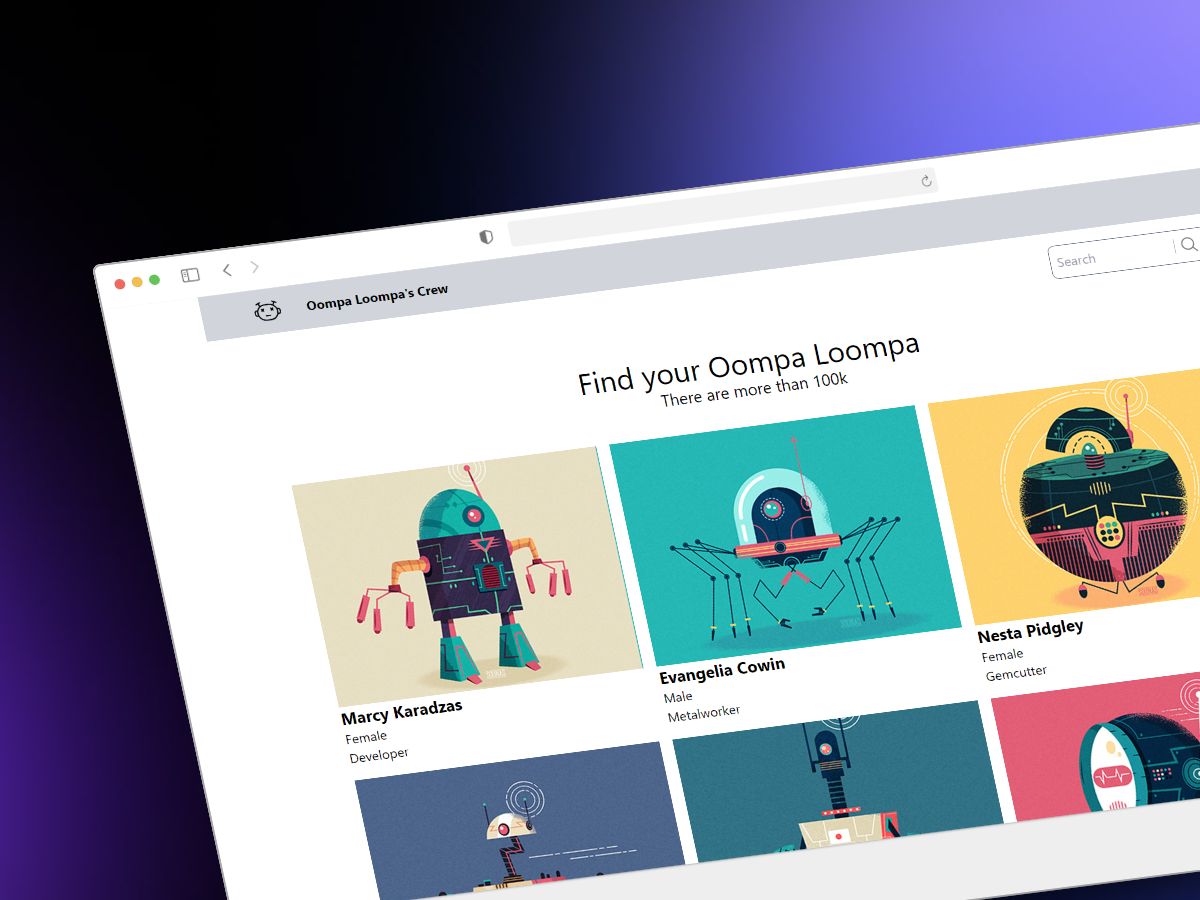 Oompa Loompa's Crew
Search
Find your Oompa Loompa
There are more than 100k
Marcy Karadzas
Female
Developer
Evangelia Cowin
Male
Metalworker
Nesta Pidgley
Female
Gemcutter